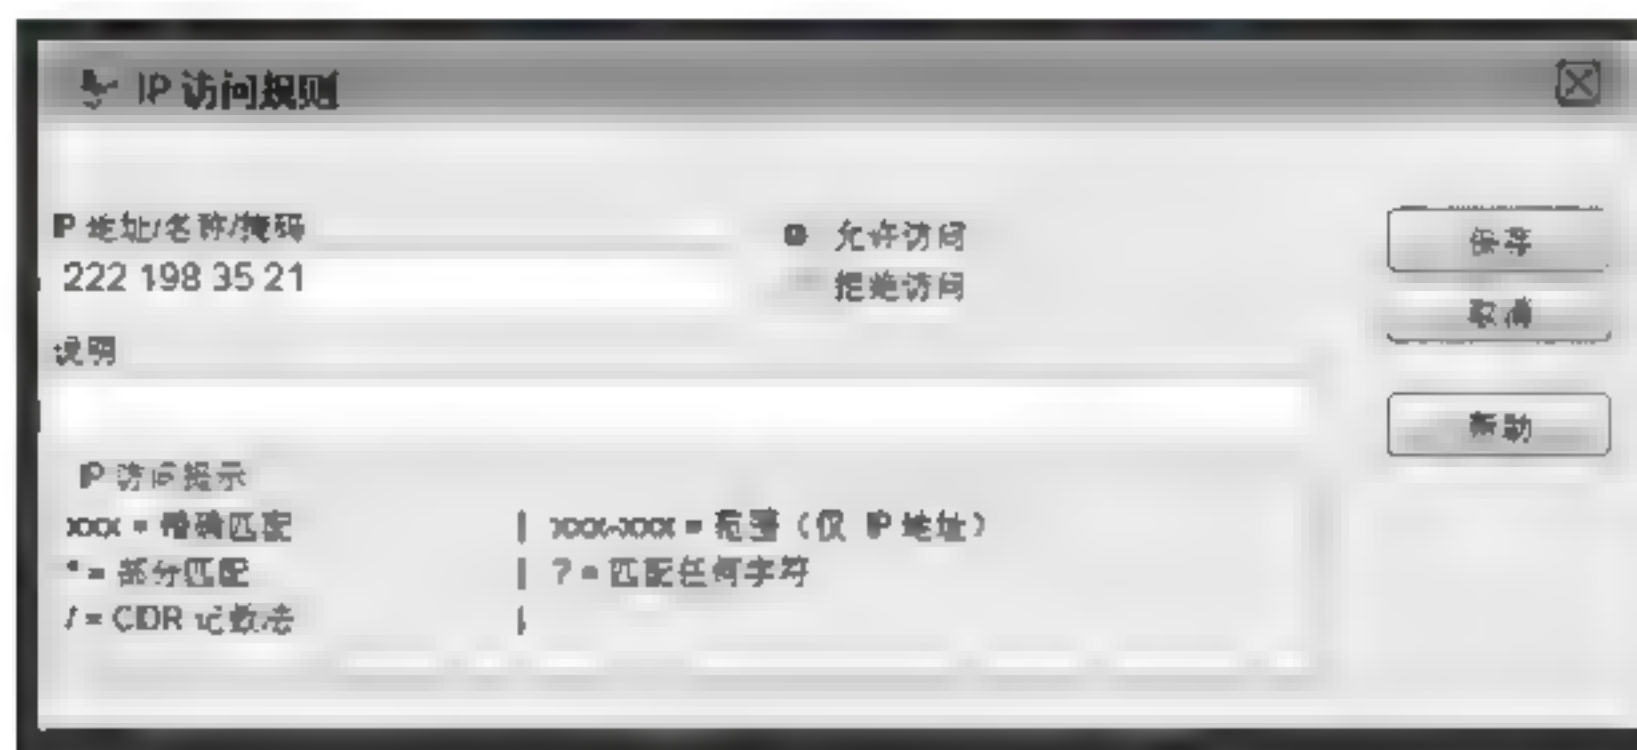 IP 访问规则
IP 地址/名称/掩码
222 198 35 21
允许访问
拒绝访问
说明
保存
取消
帮助
IP 访问提示
xxx = 精确匹配 | xxx-xxx = 范围（仅 IP 地址）
* = 部分匹配 | ? = 匹配任何字符
/ = CIDR 记数法 |